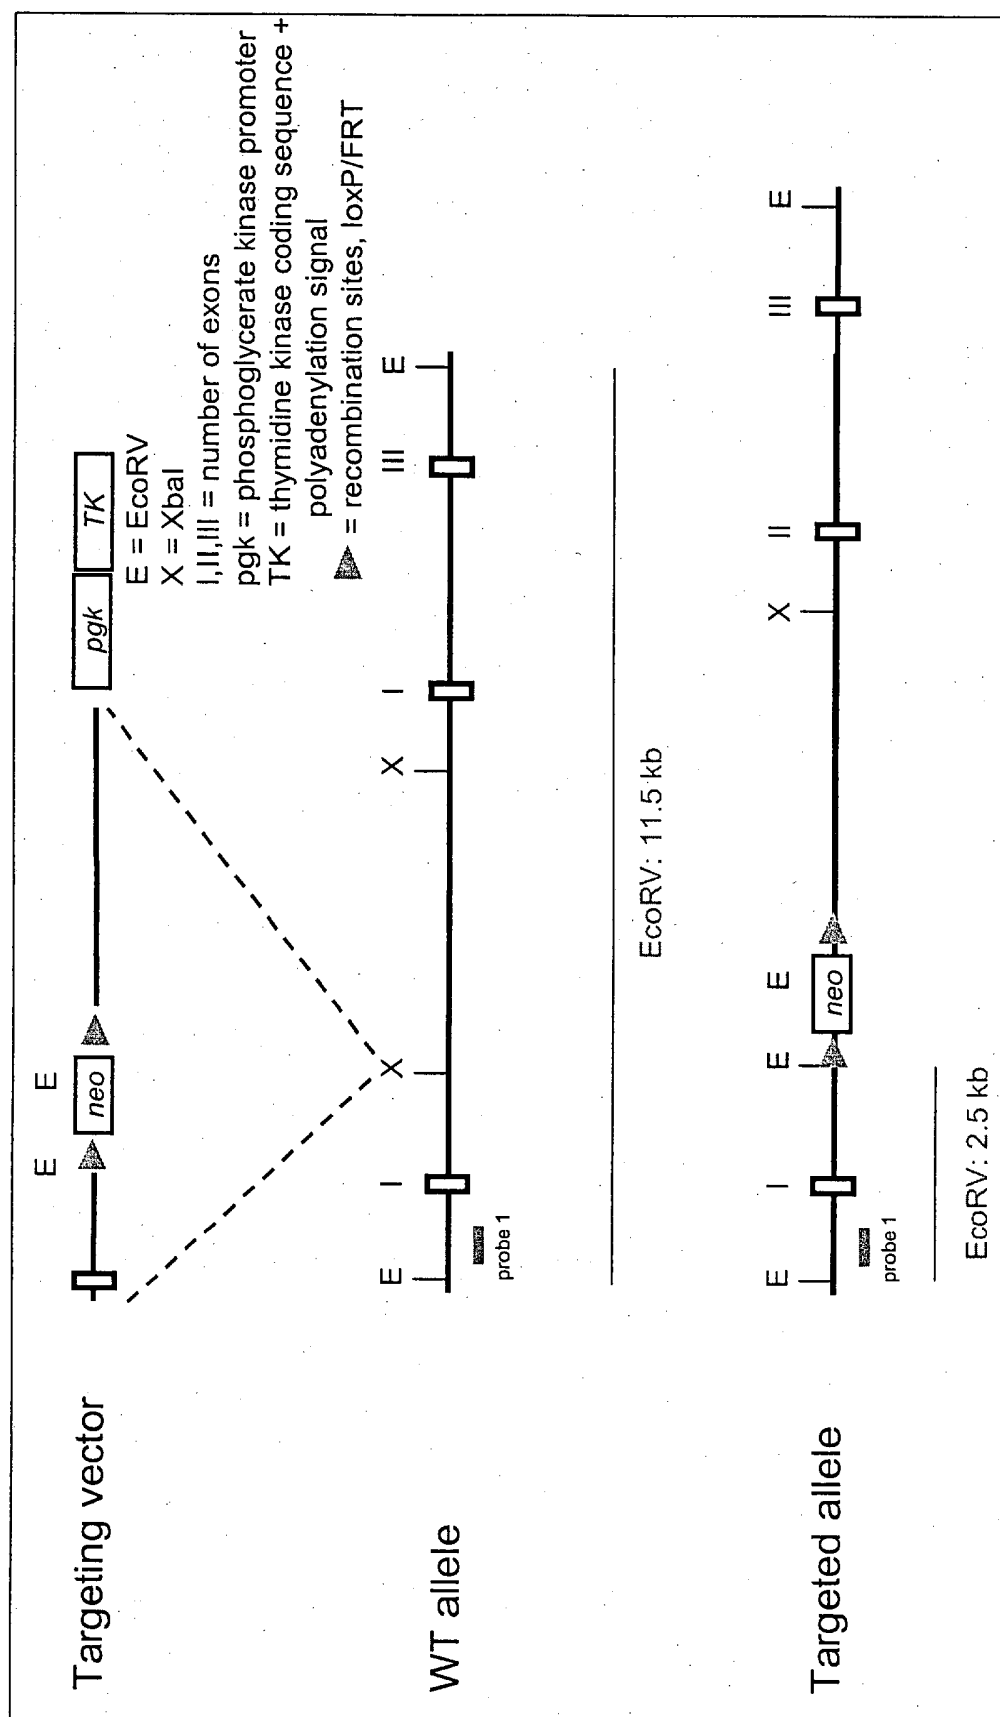 Targeting vector
E E
neo
pgk TK
E = EcoRV
X = XbaI
I,II,III = number of exons
pgk = phosphoglycerate kinase promoter
TK = thymidine kinase coding sequence +
polyadenylation signal
= recombination sites, loxP/FRT
WT allele
E I X X I III E
probe 1
EcoRV: 11.5 kb
Targeted allele
E I E E X II III E
neo
probe 1
EcoRV: 2.5 kb